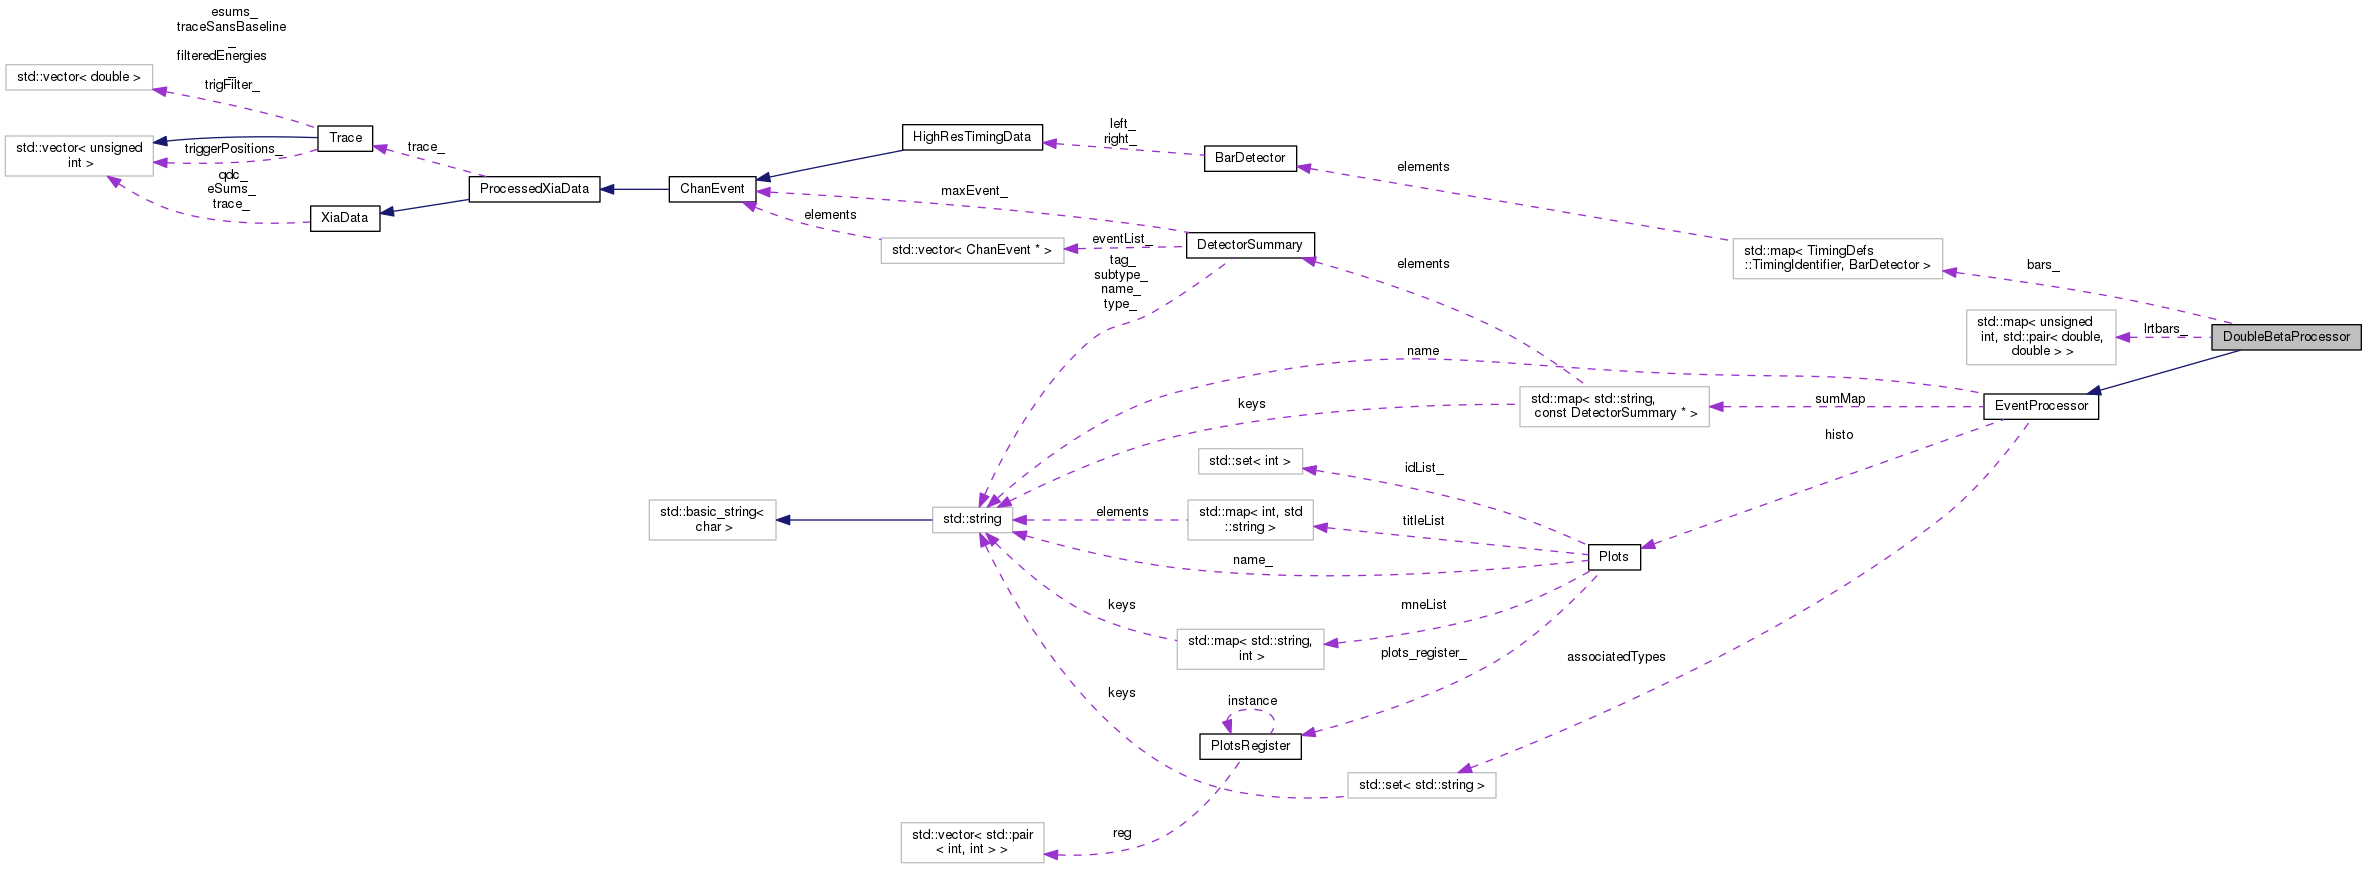 esums_
traceSansBaseline
_
filteredEnergies
_
trigFilter_
std::vector< double >
Trace
std::vector< unsigned
int >
triggerPositions_
qdc_
eSums_
trace_
XiaData
trace_
ProcessedXiaData
ChanEvent
HighResTimingData
left_
right_
BarDetector
elements
maxEvent_
elements
std::vector< ChanEvent * >
eventList_
DetectorSummary
tag_
subtype_
name_
type_
elements
std::map< TimingDefs
::TimingIdentifier, BarDetector >
bars_
std::map< unsigned
int, std::pair< double,
double > >
lrtbars_
DoubleBetaProcessor
name
keys
std::map< std::string,
const DetectorSummary * >
sumMap
EventProcessor
histo
std::set< int >
idList_
std::basic_string<
char >
std::string
elements
std::map< int, std
::string >
titleList
name_
Plots
keys
std::map< std::string,
int >
mneList
plots_register_
associatedTypes
keys
instance
PlotsRegister
std::set< std::string >
std::vector< std::pair
< int, int > >
reg